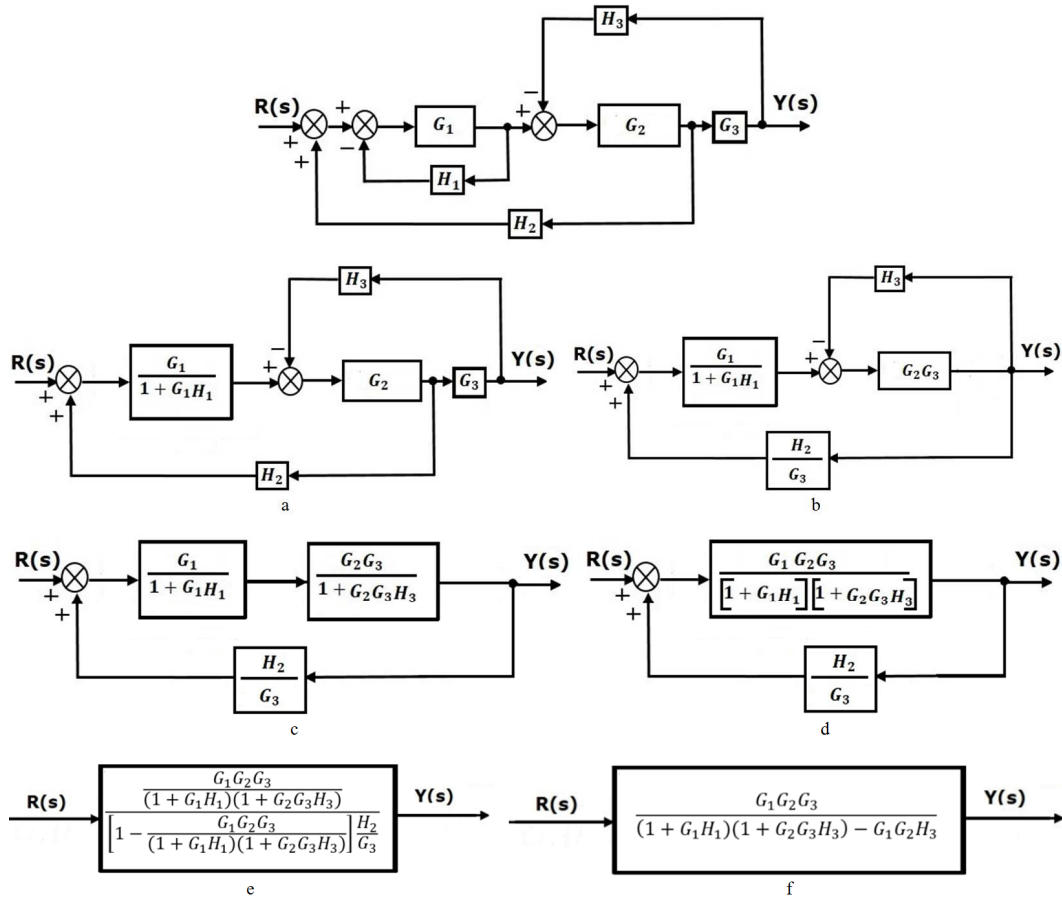 H₃
−
R(s)
+
+
+
−
G₁
+
G₂
G₃
Y(s)
H₁
H₂
H₃
−
R(s)
+
+
G₁
1 + G₁H₁
+
G₂
G₃
Y(s)
H₂
a
H₃
−
R(s)
+
+
G₁
1 + G₁H₁
+
G₂G₃
Y(s)
H₂
G₃
b
R(s)
+
+
G₁
1 + G₁H₁
G₂G₃
1 + G₂G₃H₃
Y(s)
H₂
G₃
c
R(s)
+
+
G₁ G₂G₃
[1 + G₁H₁] [1 + G₂G₃H₃]
Y(s)
H₂
G₃
d
R(s)
G₁G₂G₃
(1 + G₁H₁)(1 + G₂G₃H₃)
[1 − G₁G₂G₃ / (1 + G₁H₁)(1 + G₂G₃H₃)] H₂ / G₃
Y(s)
e
R(s)
G₁G₂G₃
(1 + G₁H₁)(1 + G₂G₃H₃) − G₁G₂H₃
Y(s)
f